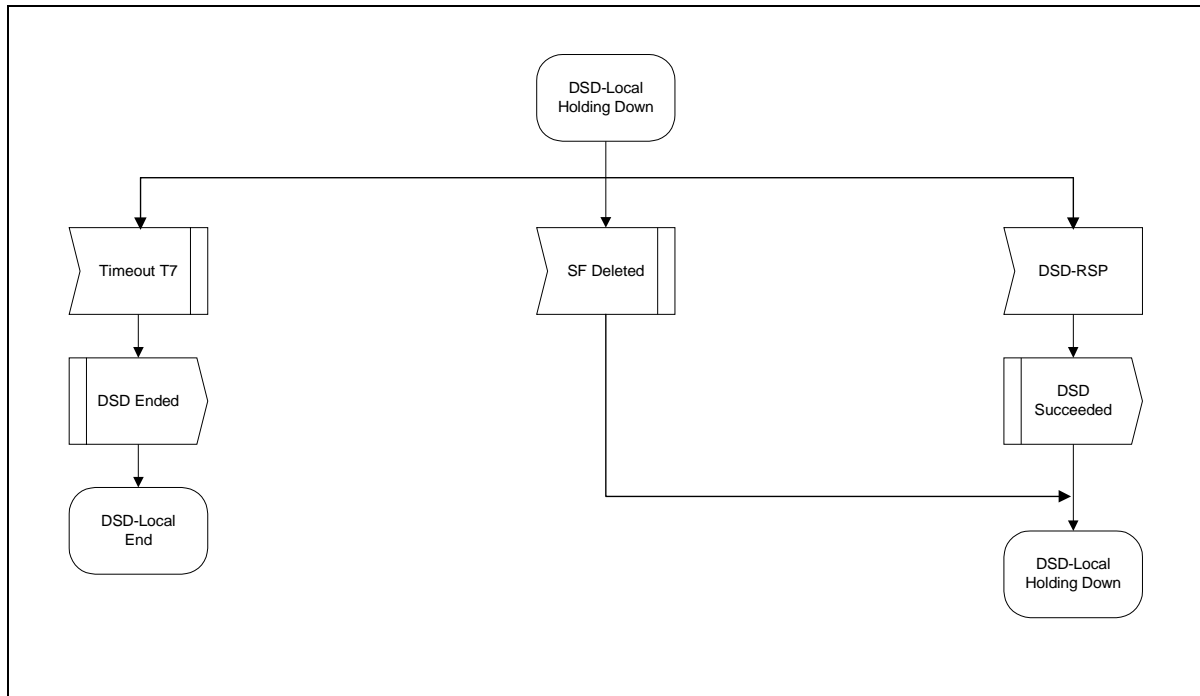 DSD-Local
Holding Down
Timeout T7
SF Deleted
DSD-RSP
DSD Ended
DSD
Succeeded
DSD-Local
End
DSD-Local
Holding Down